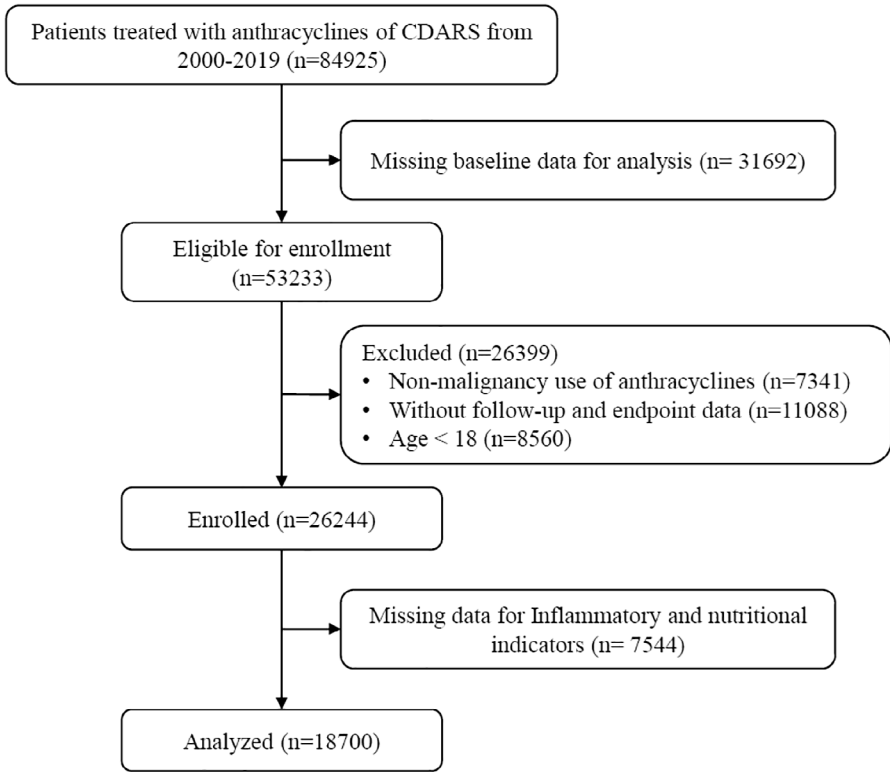 Patients treated with anthracyclines of CDARS from
2000-2019 (n=84925)
Missing baseline data for analysis (n= 31692)
Eligible for enrollment
(n=53233)
Excluded (n=26399)
• Non-malignancy use of anthracyclines (n=7341)
• Without follow-up and endpoint data (n=11088)
• Age < 18 (n=8560)
Enrolled (n=26244)
Missing data for Inflammatory and nutritional
indicators (n= 7544)
Analyzed (n=18700)